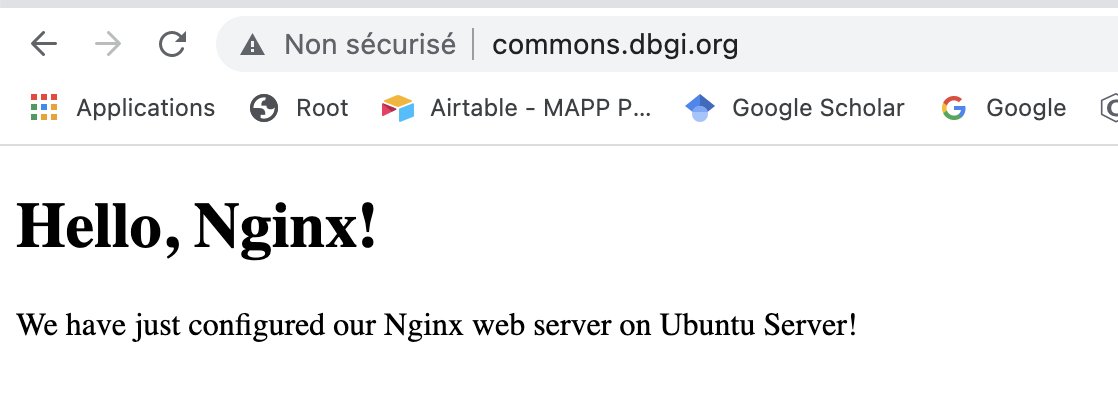 Non sécurisé | commons.dbgi.org
Applications Root Airtable - MAPP P... Google Scholar Google
Hello, Nginx!
We have just configured our Nginx web server on Ubuntu Server!